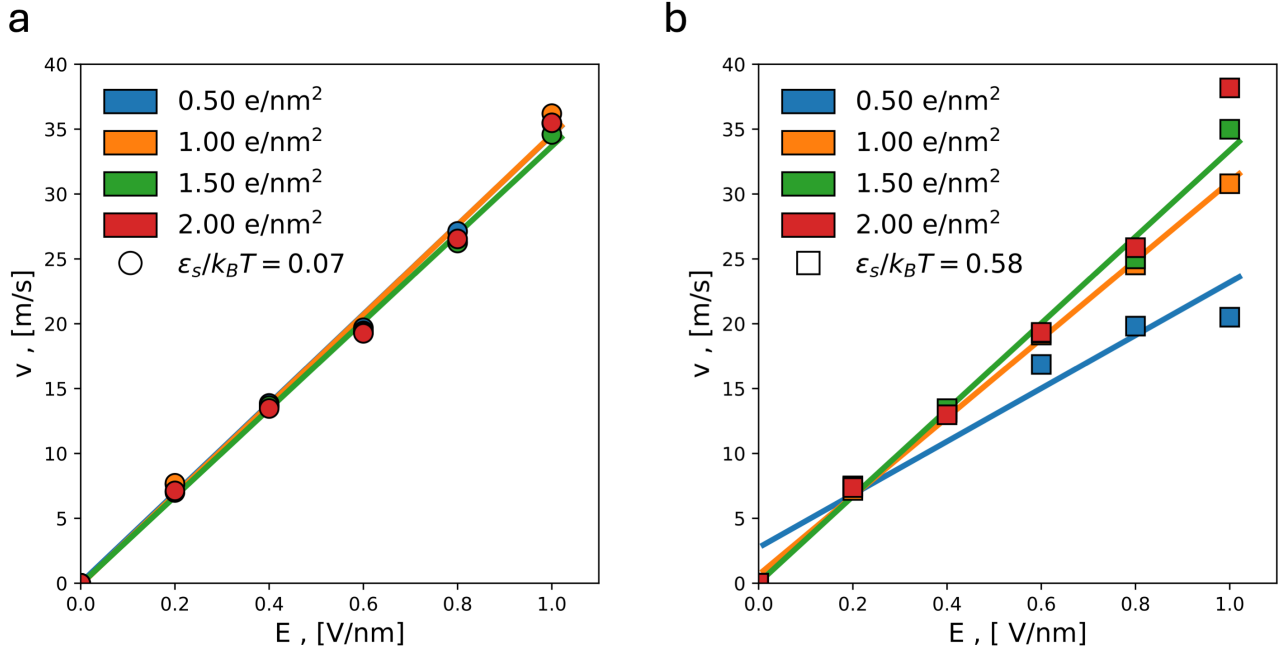 a
40
35
30
25
20
15
10
5
0
v , [m/s]
0.50 e/nm²
1.00 e/nm²
1.50 e/nm²
2.00 e/nm²
εₛ/k_BT = 0.07
0.0 0.2 0.4 0.6 0.8 1.0
E , [V/nm]
b
40
35
30
25
20
15
10
5
0
v , [m/s]
0.50 e/nm²
1.00 e/nm²
1.50 e/nm²
2.00 e/nm²
εₛ/k_BT = 0.58
0.0 0.2 0.4 0.6 0.8 1.0
E , [ V/nm]